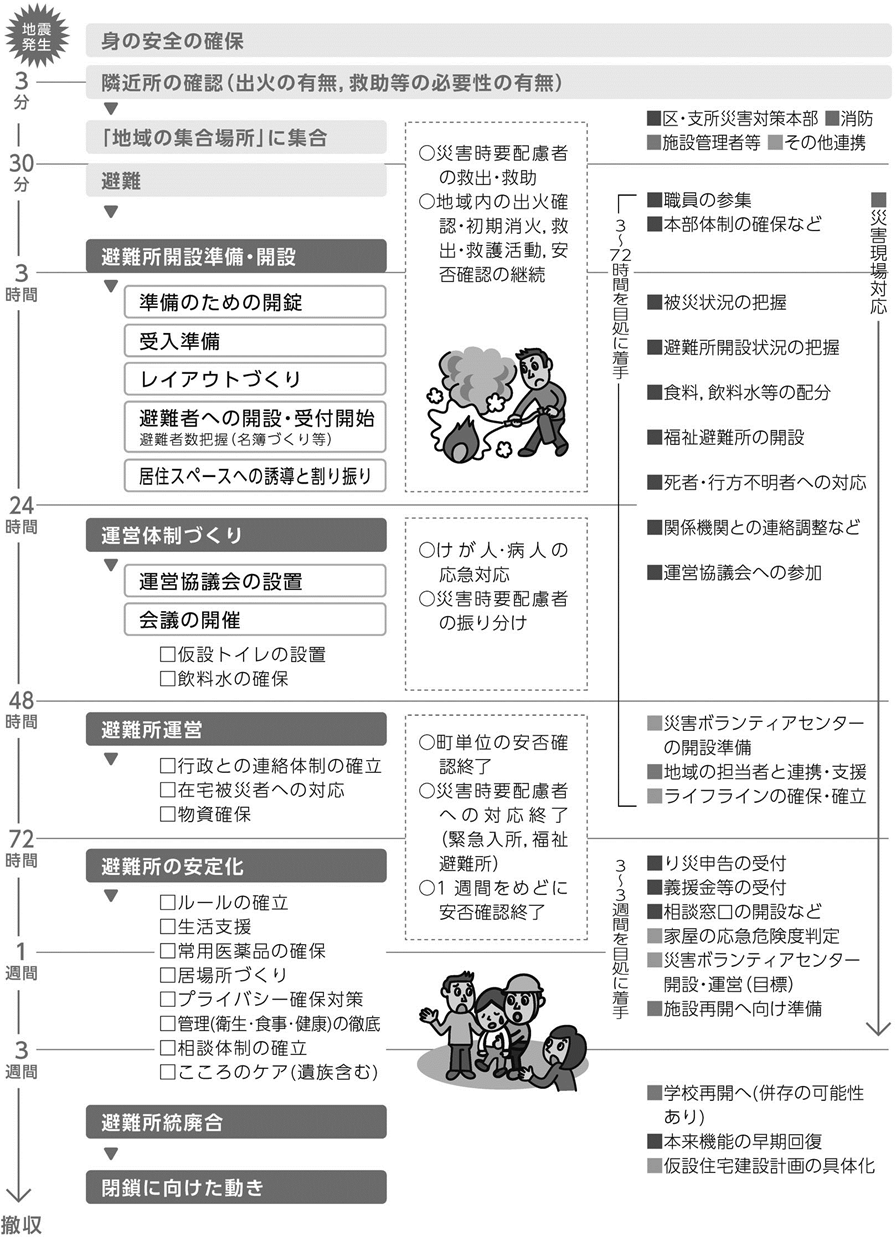 地震
発生
身の安全の確保
3
分
隣近所の確認(出火の有無,救助等の必要性の有無)
「地域の集合場所」に集合
30
分
避難
避難所開設準備・開設
3
時間
準備のための開錠
受入準備
レイアウトづくり
避難者への開設・受付開始
避難者数把握(名簿づくり等)
居住スペースへの誘導と割り振り
24
時間
運営体制づくり
運営協議会の設置
会議の開催
□仮設トイレの設置
□飲料水の確保
48
時間
避難所運営
□行政との連絡体制の確立
□在宅被災者への対応
□物資確保
72
時間
避難所の安定化
□ルールの確立
□生活支援
□常用医薬品の確保
1
週間
□居場所づくり
□プライバシー確保対策
□管理(衛生・食事・健康)の徹底
□相談体制の確立
3
週間
□こころのケア(遺族含む)
避難所統廃合
閉鎖に向けた動き
撤収
○災害時要配慮者
の救出・救助
○地域内の出火確
認・初期消火,救
出・救護活動,安
否確認の継続
○けが人・病人の
応急対応
○災害時要配慮者
の振り分け
○町単位の安否確
認終了
○災害時要配慮者
への対応終了
(緊急入所,福祉
避難所)
○1週間をめどに
安否確認終了
■区・支所災害対策本部 ■消防
■施設管理者等 ■その他連携
3〜72時間を目処に着手
■職員の参集
■本部体制の確保など
■被災状況の把握
■避難所開設状況の把握
■食料,飲料水等の配分
■福祉避難所の開設
■死者・行方不明者への対応
■関係機関との連絡調整など
■運営協議会への参加
■災害ボランティアセンター
の開設準備
■地域の担当者と連携・支援
■ライフラインの確保・確立
3〜3週間を目処に着手
■り災申告の受付
■義援金等の受付
■相談窓口の開設など
■家屋の応急危険度判定
■災害ボランティアセンター
開設・運営(目標)
■施設再開へ向け準備
■学校再開へ(併存の可能性
あり)
■本来機能の早期回復
■仮設住宅建設計画の具体化
■災害現場対応